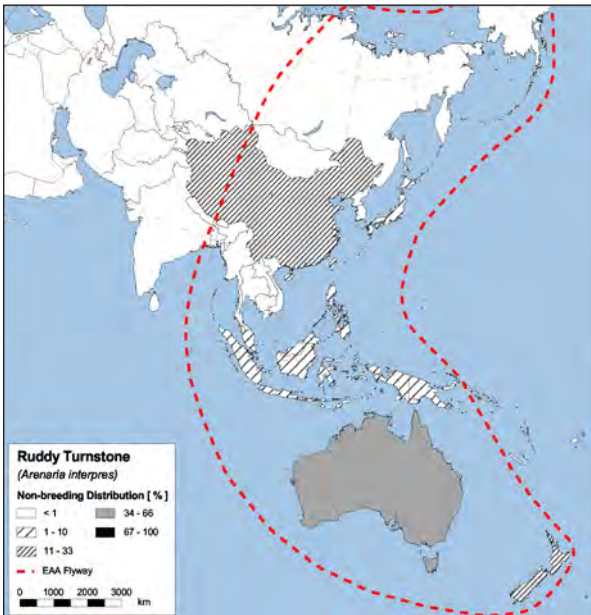 Ruddy Turnstone
(Arenaria interpres)
Non-breeding Distribution [ % ]
< 1
34 - 66
1 - 10
67 - 100
11 - 33
EAA Flyway
0 1000 2000 3000
km